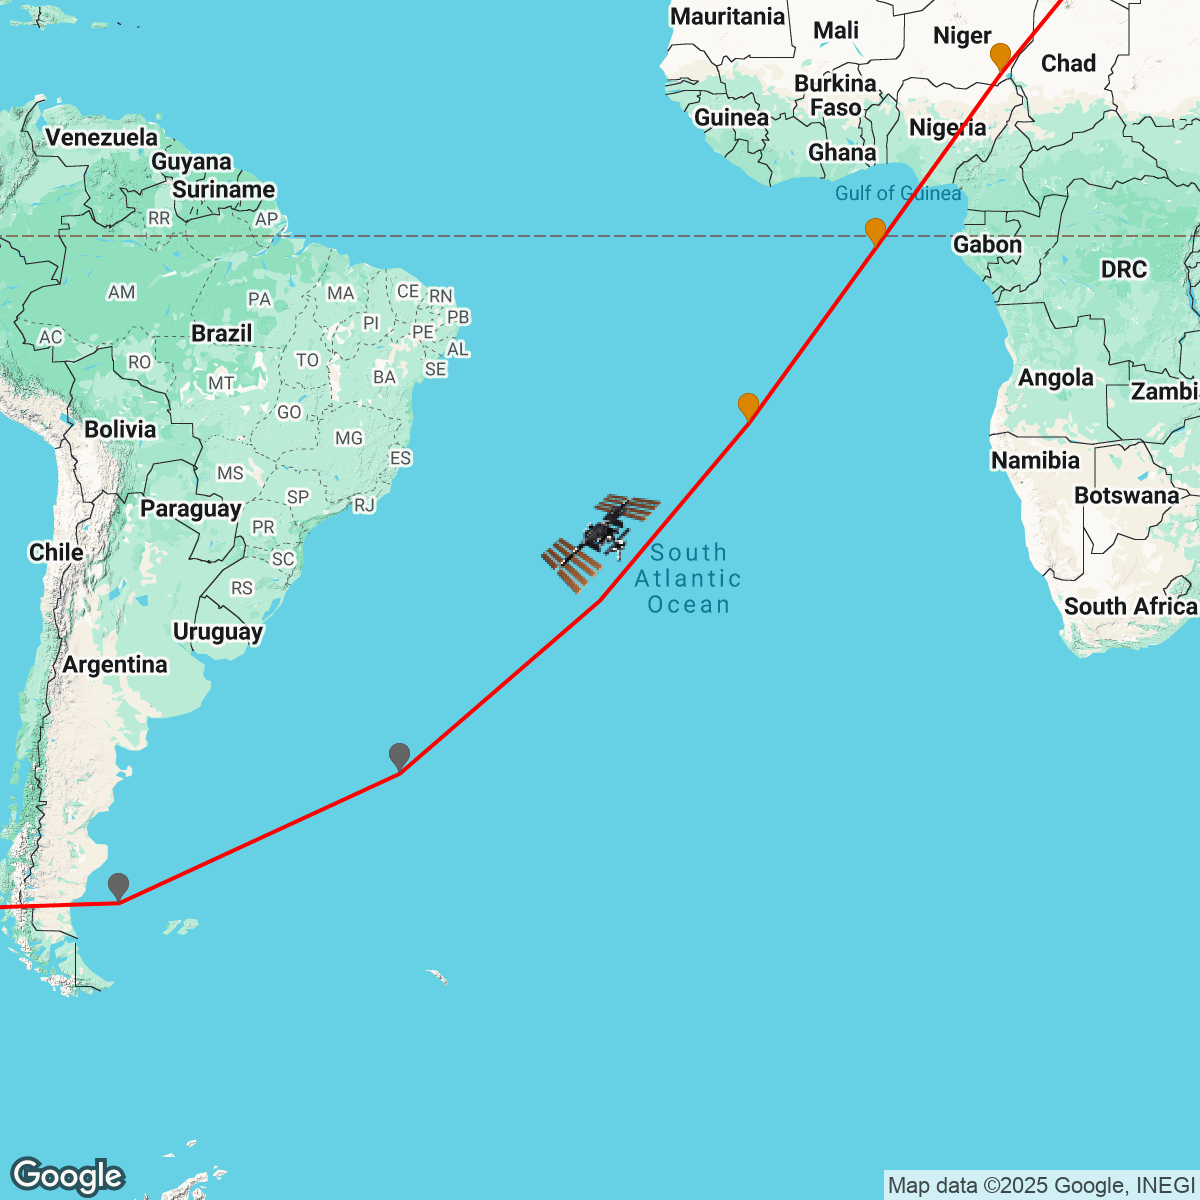 Mauritania
Mali
Niger
Chad
Burkina
Faso
Guinea
Nigeria
Ghana
Venezuela
Guyana
Suriname
RR
AP
Gulf of Guinea
Gabon
DRC
AM
PA
MA
CE
RN
PB
PI
PE
AL
Brazil
AC
RO
TO
SE
BA
MT
Angola
Zambi
GO
Bolivia
MG
ES
Namibia
MS
SP
RJ
Botswana
Paraguay
PR
Chile
SC
South
Atlantic
Ocean
RS
South Africa
Uruguay
Argentina
Google
Map data ©2025 Google, INEGI